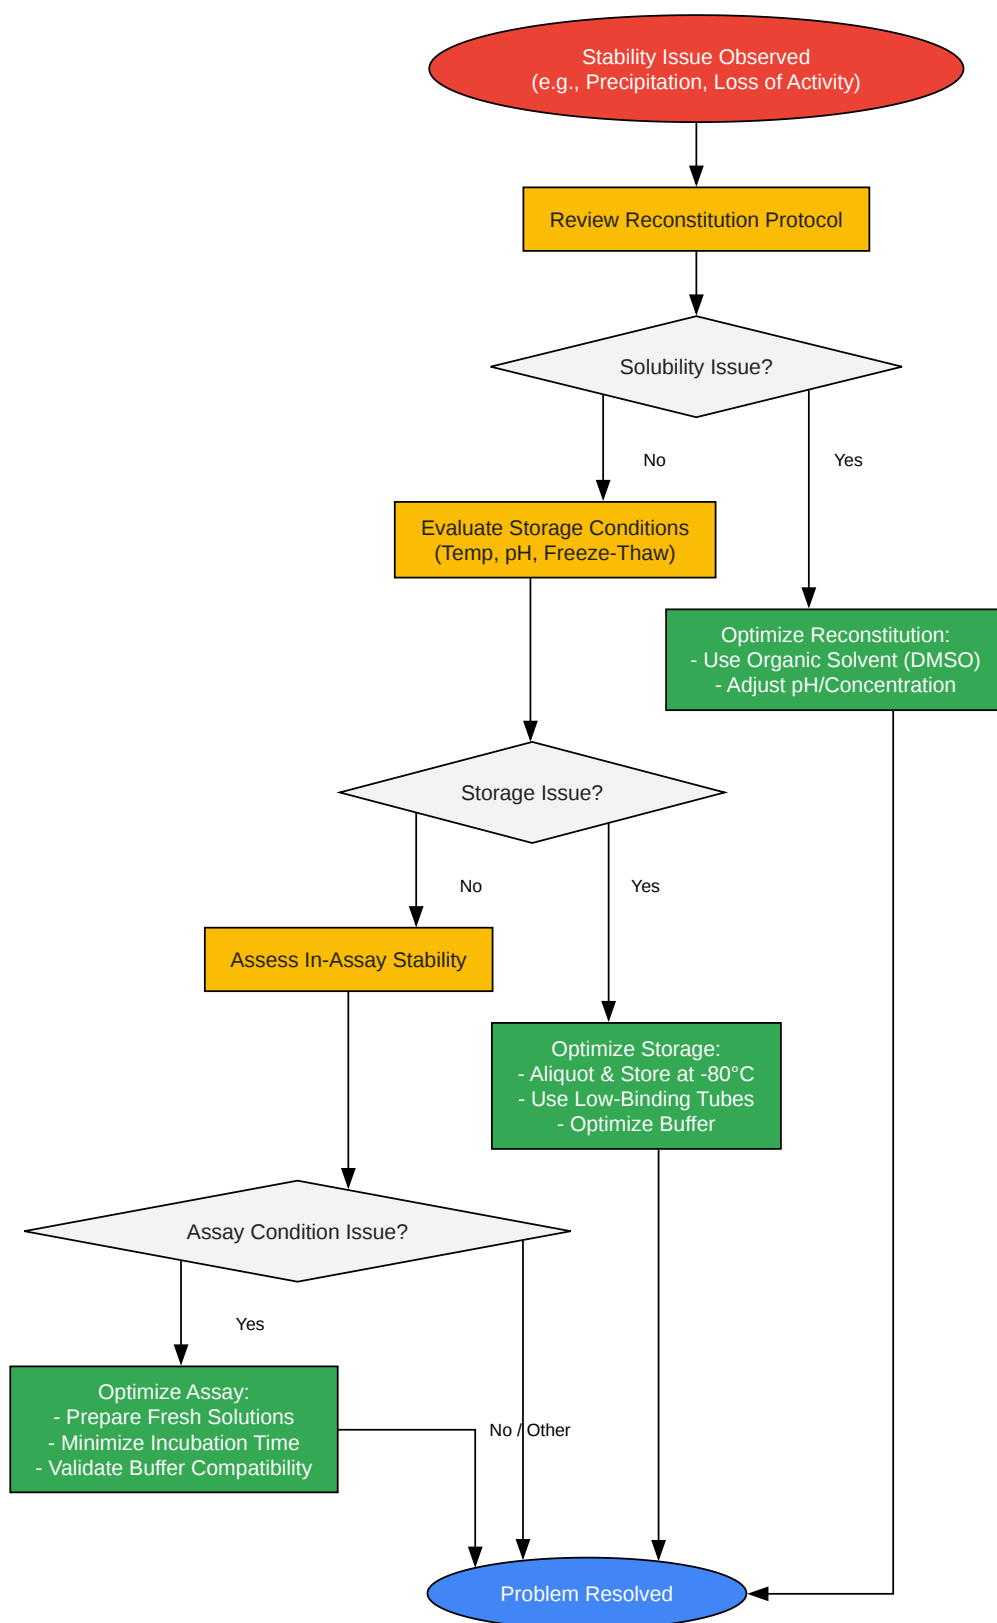 Stability Issue Observed
(e.g., Precipitation, Loss of Activity)
Review Reconstitution Protocol
Solubility Issue?
No
Yes
Evaluate Storage Conditions
(Temp, pH, Freeze-Thaw)
Optimize Reconstitution:
- Use Organic Solvent (DMSO)
- Adjust pH/Concentration
Storage Issue?
No
Yes
Assess In-Assay Stability
Optimize Storage:
- Aliquot & Store at -80°C
- Use Low-Binding Tubes
- Optimize Buffer
Assay Condition Issue?
Yes
Optimize Assay:
- Prepare Fresh Solutions
- Minimize Incubation Time
- Validate Buffer Compatibility
No / Other
Problem Resolved